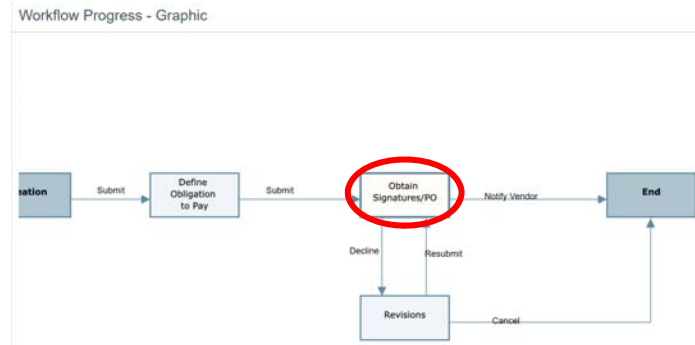 Workflow Progress - Graphic
eation
Submit
Define
Obligation
to Pay
Submit
Obtain
Signatures/PO
Notify Vendor
End
Decline
Resubmit
Revisions
Cancel